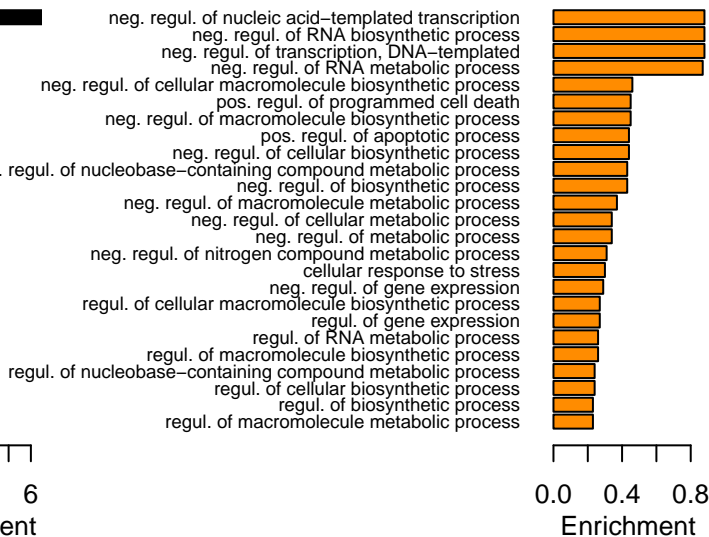 neg. regul. of nucleic acid−templated transcription
neg. regul. of RNA biosynthetic process
neg. regul. of transcription, DNA−templated
neg. regul. of RNA metabolic process
neg. regul. of cellular macromolecule biosynthetic process
pos. regul. of programmed cell death
neg. regul. of macromolecule biosynthetic process
pos. regul. of apoptotic process
neg. regul. of cellular biosynthetic process
. regul. of nucleobase−containing compound metabolic process
neg. regul. of biosynthetic process
neg. regul. of macromolecule metabolic process
neg. regul. of cellular metabolic process
neg. regul. of metabolic process
neg. regul. of nitrogen compound metabolic process
cellular response to stress
neg. regul. of gene expression
regul. of cellular macromolecule biosynthetic process
regul. of gene expression
regul. of RNA metabolic process
regul. of macromolecule biosynthetic process
regul. of nucleobase−containing compound metabolic process
regul. of cellular biosynthetic process
regul. of biosynthetic process
regul. of macromolecule metabolic process
6 0.0 0.4 0.8
ent Enrichment